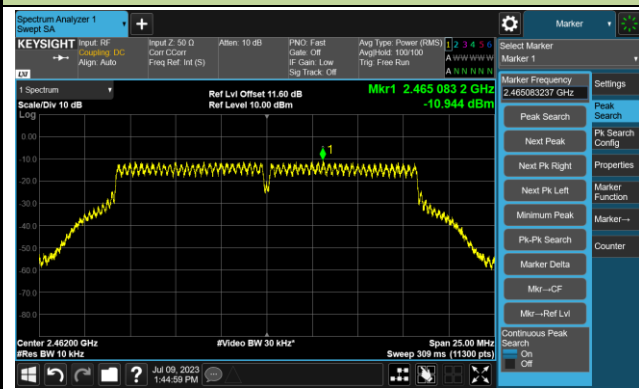 Spectrum Analyzer 1
Swept SA
+
Marker
KEYSIGHT
Input: RF
Coupling: DC
Align: Auto
Input Z: 50 Ω
Corr CCorr
Freq Ref: Int (S)
Atten: 10 dB
PNO: Fast
Gate: Off
IF Gain: Low
Sig Track: Off
Avg Type: Power (RMS)
Avg|Hold: 100/100
Trig: Free Run
1 2 3 4 5 6
A W W W W W
A N N N N N
LXI
Select Marker
Marker 1
1 Spectrum
Scale/Div 10 dB
Log
Ref Lvl Offset 11.60 dB
Ref Level 10.00 dBm
Mkr1 2.465 083 2 GHz
-10.944 dBm
0.00
-10.0
-20.0
-30.0
-40.0
-50.0
-60.0
-70.0
-80.0
1
Center 2.46200 GHz
#Res BW 10 kHz
#Video BW 30 kHz*
Span 25.00 MHz
Sweep 309 ms (11300 pts)
Marker Frequency
2.465083237 GHz
Peak Search
Next Peak
Next Pk Right
Next Pk Left
Minimum Peak
Pk-Pk Search
Marker Delta
Mkr→CF
Mkr→Ref Lvl
Continuous Peak
Search
On
Off
Settings
Peak
Search
Pk Search
Config
Properties
Marker
Function
Marker→
Counter
?
Jul 09, 2023
1:44:59 PM